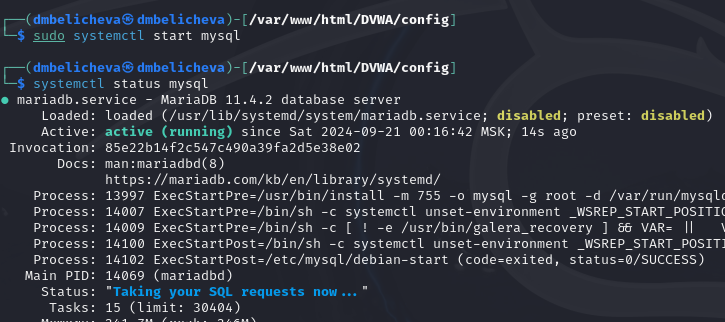 ┌──(dmbelicheva㉿dmbelicheva)-[/var/www/html/DVWA/config]
└─$ sudo systemctl start mysql
┌──(dmbelicheva㉿dmbelicheva)-[/var/www/html/DVWA/config]
└─$ systemctl status mysql
● mariadb.service - MariaDB 11.4.2 database server
Loaded: loaded (/usr/lib/systemd/system/mariadb.service; disabled; preset: disabled)
Active: active (running) since Sat 2024-09-21 00:16:42 MSK; 14s ago
Invocation: 85e22b14f2c547c490a39fa2d5e38e02
Docs: man:mariadbd(8)
https://mariadb.com/kb/en/library/systemd/
Process: 13997 ExecStartPre=/usr/bin/install -m 755 -o mysql -g root -d /var/run/mysqld
Process: 14007 ExecStartPre=/bin/sh -c systemctl unset-environment _WSREP_START_POSITIO
Process: 14009 ExecStartPre=/bin/sh -c [ ! -e /usr/bin/galera_recovery ] && VAR= || V
Process: 14100 ExecStartPost=/bin/sh -c systemctl unset-environment _WSREP_START_POSITI
Process: 14102 ExecStartPost=/etc/mysql/debian-start (code=exited, status=0/SUCCESS)
Main PID: 14069 (mariadbd)
Status: "Taking your SQL requests now..."
Tasks: 15 (limit: 30404)